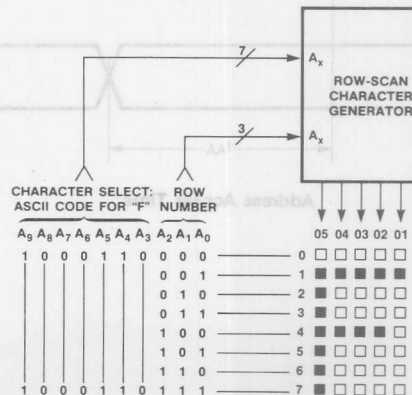 7
Ax
ROW-SCAN
CHARACTER
GENERATOR
3
Ax
tAA
Address Access Time
CHARACTER SELECT: ROW
ASCII CODE FOR "F" NUMBER
05 04 03 02 01
A9 A8 A7 A6 A5 A4 A3 A2 A1 A0
1 0 0 0 1 1 0 0 0 0 0
0 0 1 1
0 1 0 2
0 1 1 3
1 0 0 4
1 0 1 5
1 1 0 6
1 0 0 0 1 1 0 1 1 1 7